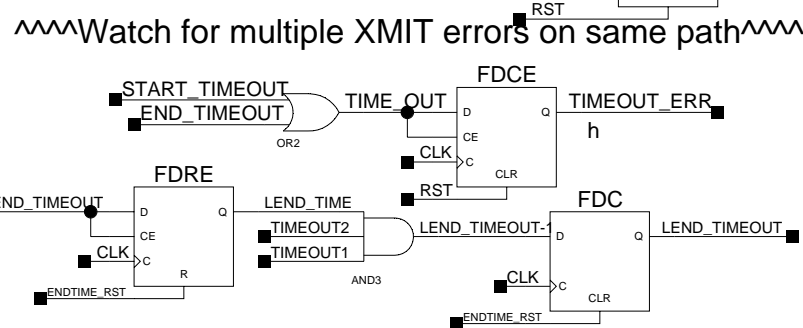 RST
^^^^Watch for multiple XMIT errors on same path^^^^
FDCE
START_TIMEOUT
TIME_OUT
TIMEOUT_ERR
END_TIMEOUT
D
Q
h
OR2
CE
CLK
C
CLR
RST
FDRE
FDC
END_TIMEOUT
D
Q
LEND_TIME
TIMEOUT2
LEND_TIMEOUT-1
D
Q
LEND_TIMEOUT
CE
TIMEOUT1
CLK
C
R
AND3
CLK
C
CLR
ENDTIME_RST
ENDTIME_RST